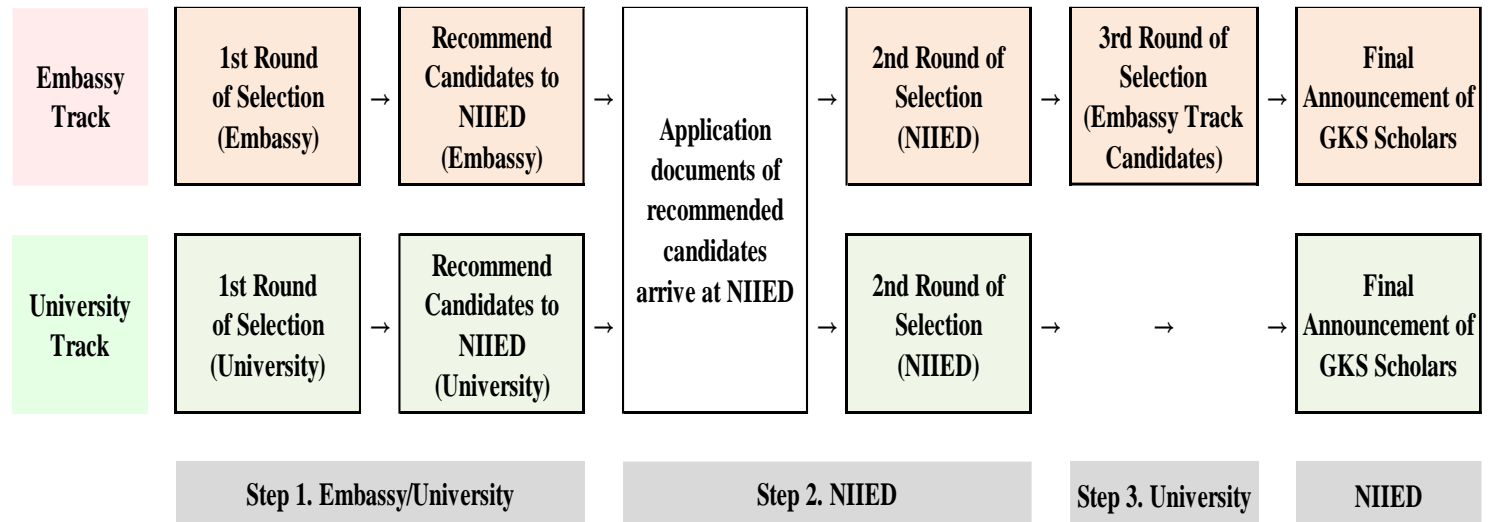 Embassy
Track
1st Round
of Selection
(Embassy)
→
Recommend
Candidates to
NIIED
(Embassy)
→
Application
documents of
recommended
candidates
arrive at NIIED
→
2nd Round of
Selection
(NIIED)
→
3rd Round of
Selection
(Embassy Track
Candidates)
→
Final
Announcement of
GKS Scholars
University
Track
1st Round
of Selection
(University)
→
Recommend
Candidates to
NIIED
(University)
→
→
2nd Round of
Selection
(NIIED)
→
→
→
Final
Announcement of
GKS Scholars
Step 1. Embassy/University
Step 2. NIIED
Step 3. University
NIIED